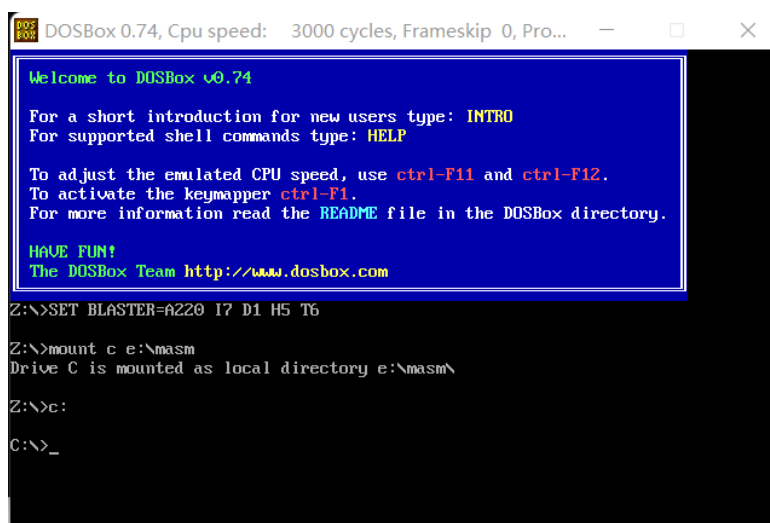 DOS
BOX
DOSBox 0.74, Cpu speed: 3000 cycles, Frameskip 0, Pro...
Welcome to DOSBox v0.74
For a short introduction for new users type: INTRO
For supported shell commands type: HELP
To adjust the emulated CPU speed, use ctrl-F11 and ctrl-F12.
To activate the keymapper ctrl-F1.
For more information read the README file in the DOSBox directory.
HAVE FUN!
The DOSBox Team http://www.dosbox.com
Z:\>SET BLASTER=A220 I7 D1 H5 T6
Z:\>mount c e:\masm
Drive C is mounted as local directory e:\masm\
Z:\>c:
C:\>_